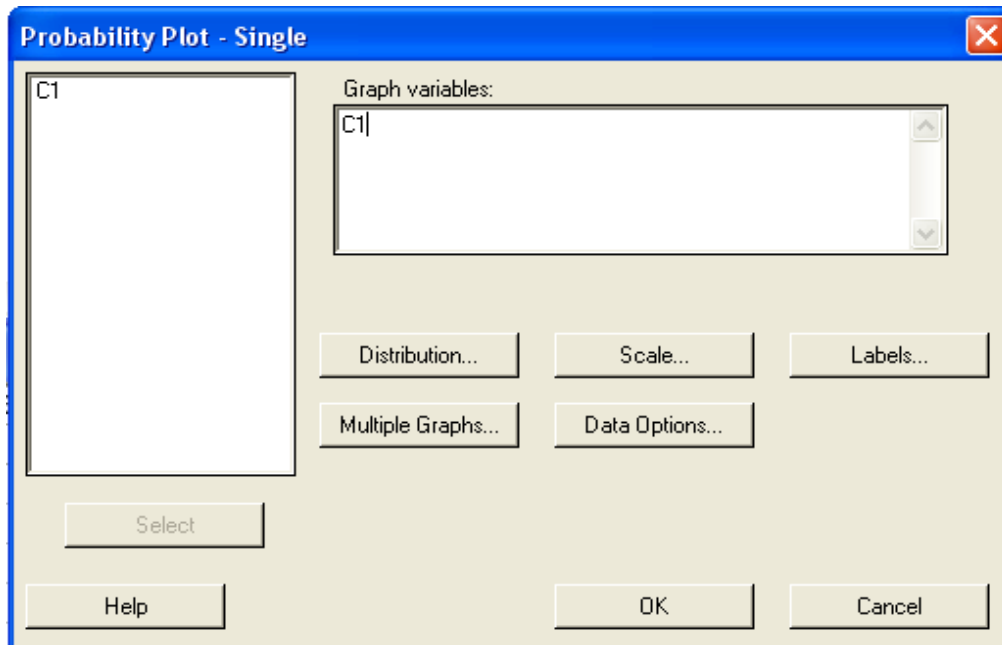 Probability Plot - Single
C1
Graph variables:
C1
Distribution...
Scale...
Labels...
Multiple Graphs...
Data Options...
Select
Help
OK
Cancel